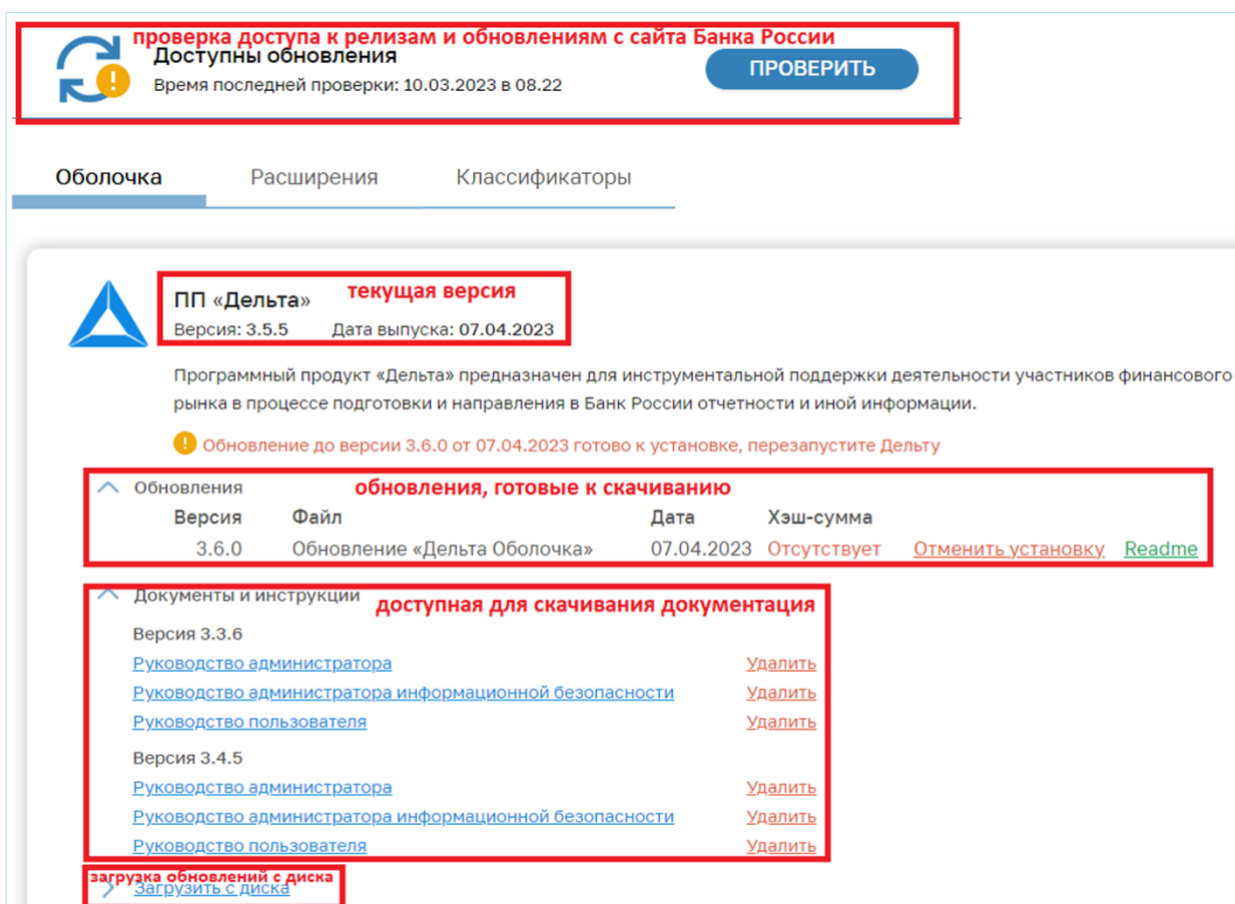 проверка доступа к релизам и обновлениям с сайта Банка России
Доступны обновления
Время последней проверки: 10.03.2023 в 08.22
ПРОВЕРИТЬ
Оболочка Расширения Классификаторы
ПП «Дельта» текущая версия
Версия: 3.5.5 Дата выпуска: 07.04.2023
Программный продукт «Дельта» предназначен для инструментальной поддержки деятельности участников финансового
рынка в процессе подготовки и направления в Банк России отчетности и иной информации.
Обновление до версии 3.6.0 от 07.04.2023 готово к установке, перезапустите Дельту
Обновления обновления, готовые к скачиванию
Версия Файл Дата Хэш-сумма
3.6.0 Обновление «Дельта Оболочка» 07.04.2023 Отсутствует Отменить установку Readme
Документы и инструкции доступная для скачивания документация
Версия 3.3.6
Руководство администратора Удалить
Руководство администратора информационной безопасности Удалить
Руководство пользователя Удалить
Версия 3.4.5
Руководство администратора Удалить
Руководство администратора информационной безопасности Удалить
Руководство пользователя Удалить
загрузка обновлений с диска
Загрузить с диска